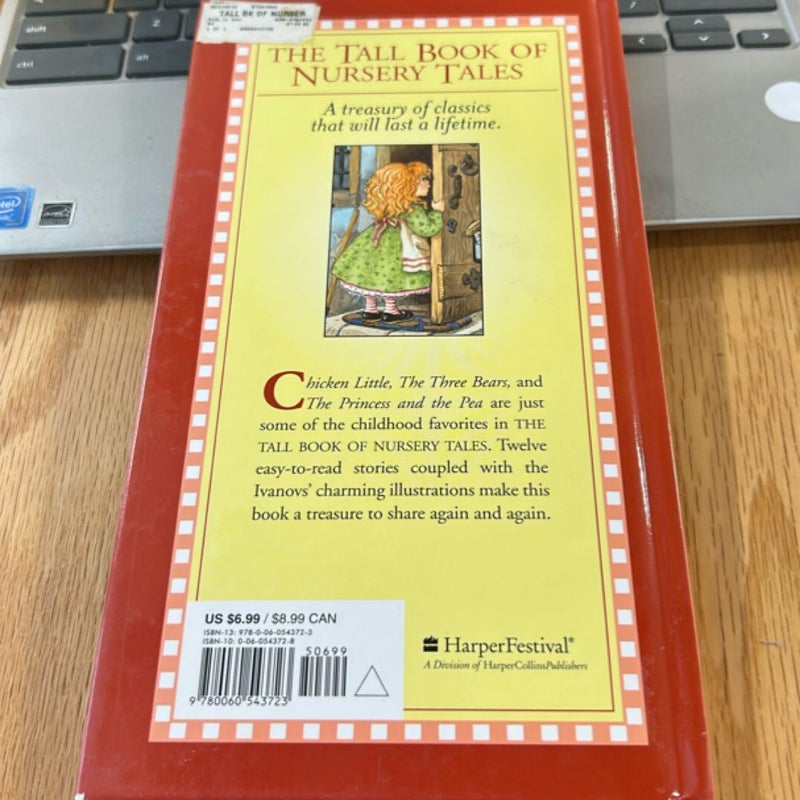 shift
Z
ctrl
alt
intel
TALL BK OF NURSER
THE TALL BOOK OF
NURSERY TALES
A treasury of classics
that will last a lifetime.
Chicken Little, The Three Bears, and
The Princess and the Pea are just
some of the childhood favorites in THE
TALL BOOK OF NURSERY TALES. Twelve
easy-to-read stories coupled with the
Ivanovs' charming illustrations make this
book a treasure to share again and again.
US $6.99 / $8.99 CAN
ISBN-13: 978-0-06-054372-3
ISBN-10: 0-06-054372-8
50699
9 780060 543723
HarperFestival®
A Division of HarperCollinsPublishers